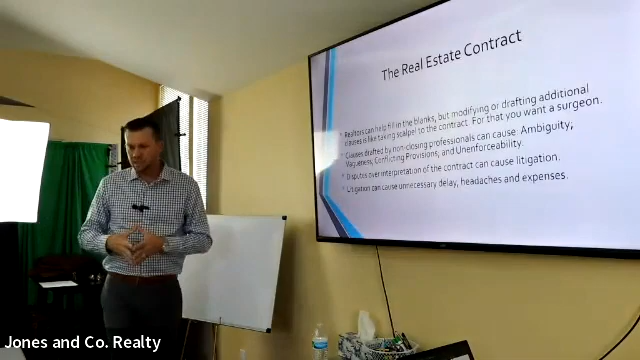 The Real Estate Contract
Realtors can help fill in the blanks, but modifying or drafting additional
clauses is like taking scalpel to the contract. For that you want a surgeon.
Clauses drafted by non-closing professionals can cause: Ambiguity;
Vagueness; Conflicting Provisions; and Unenforceability.
Disputes over interpretation of the contract can cause litigation.
Litigation can cause unnecessary delay, headaches and expenses.
Jones and Co. Realty